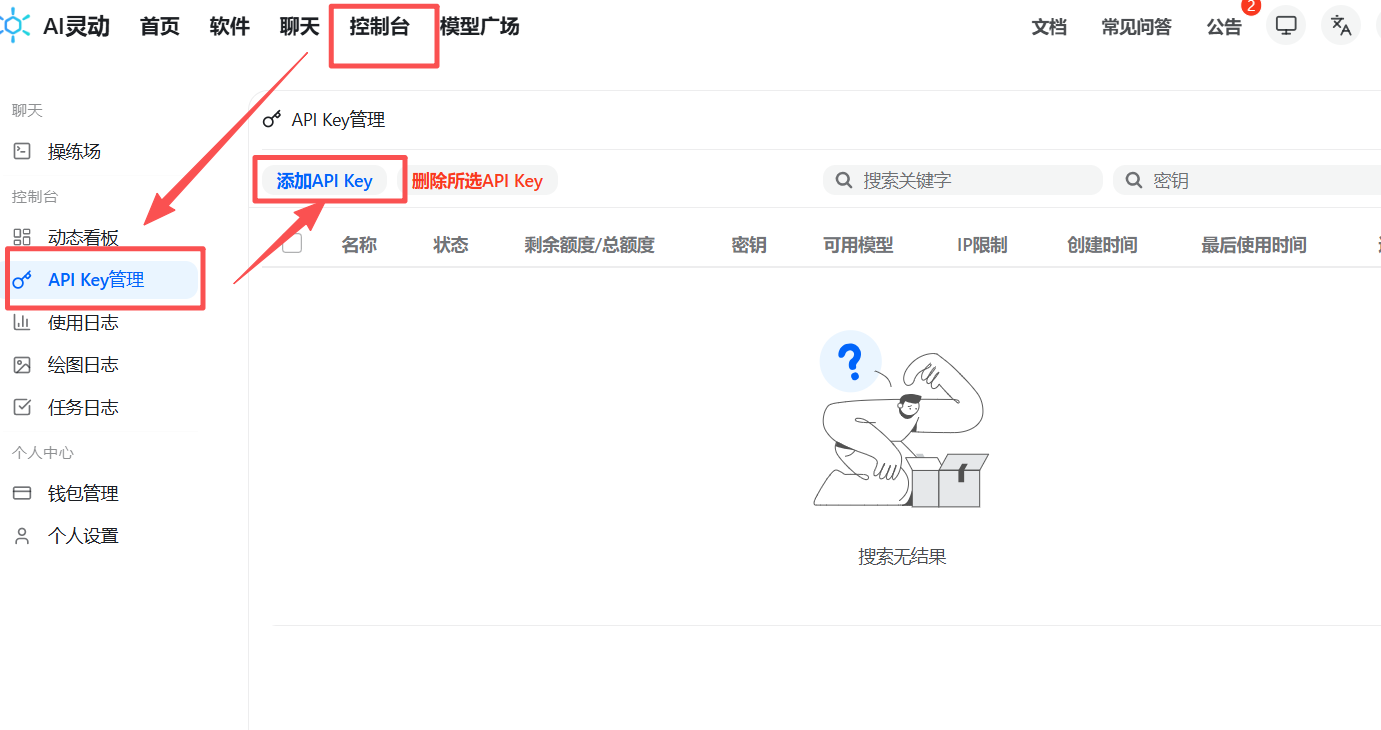 AI灵动 首页 软件 聊天 控制台 模型广场 文档 常见问答 公告 2
聊天
操练场
控制台
动态看板
API Key管理
使用日志
绘图日志
任务日志
个人中心
钱包管理
个人设置
API Key管理
添加API Key 删除所选API Key 搜索关键字 密钥
名称 状态 剩余额度/总额度 密钥 可用模型 IP限制 创建时间 最后使用时间
?
搜索无结果